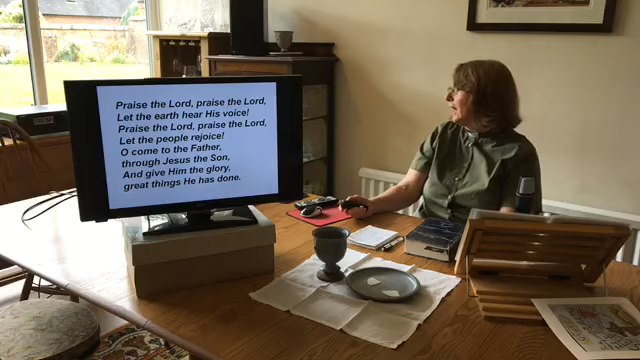 Praise the Lord, praise the Lord,
Let the earth hear His voice!
Praise the Lord, praise the Lord,
Let the people rejoice!
O come to the Father,
through Jesus the Son,
And give Him the glory,
great things He has done.